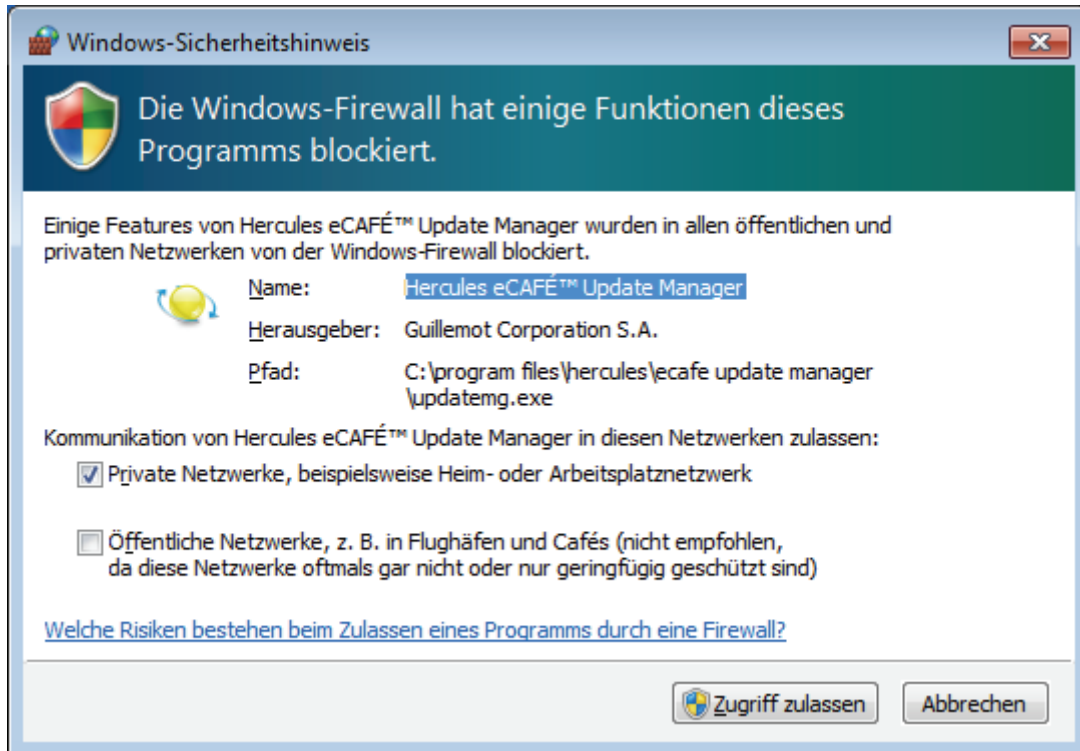 Windows-Sicherheitshinweis
Die Windows-Firewall hat einige Funktionen dieses
Programms blockiert.
Einige Features von Hercules eCAFÉ™ Update Manager wurden in allen öffentlichen und
privaten Netzwerken von der Windows-Firewall blockiert.
Name: Hercules eCAFÉ™ Update Manager
Herausgeber: Guillemot Corporation S.A.
Pfad: C:\program files\hercules\ecafe update manager
\updatemg.exe
Kommunikation von Hercules eCAFÉ™ Update Manager in diesen Netzwerken zulassen:
Private Netzwerke, beispielsweise Heim- oder Arbeitsplatznetzwerk
Öffentliche Netzwerke, z. B. in Flughäfen und Cafés (nicht empfohlen,
da diese Netzwerke oftmals gar nicht oder nur geringfügig geschützt sind)
Welche Risiken bestehen beim Zulassen eines Programms durch eine Firewall?
Zugriff zulassen Abbrechen